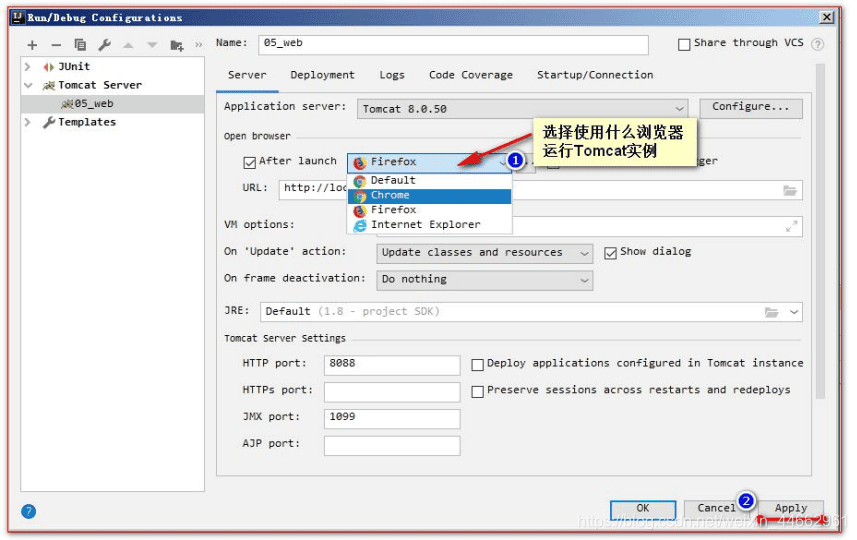 Run/Debug Configurations
Name: 05_web Share through VCS
JUnit
Tomcat Server
05_web
Templates
Server Deployment Logs Code Coverage Startup/Connection
Application server: Tomcat 8.0.50 Configure...
Open browser
选择使用什么浏览器
运行Tomcat实例
After launch Firefox 1
Default
URL: http://loc
Chrome
Firefox
Internet Explorer
VM options:
On 'Update' action: Update classes and resources Show dialog
On frame deactivation: Do nothing
JRE: Default (1.8 - project SDK)
Tomcat Server Settings
HTTP port: 8088 Deploy applications configured in Tomcat instance
HTTPs port: Preserve sessions across restarts and redeploys
JMX port: 1099
AJP port:
OK Cancel 2 Apply
https://blog.csdn.net/weixin_44662961